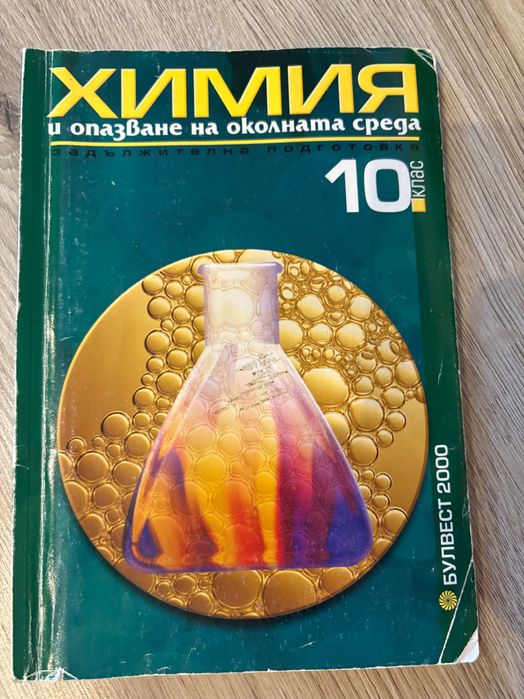 ХИМИЯ
и опазване на околната среда
задължителна подготовка
10. клас
БУЛВЕСТ 2000